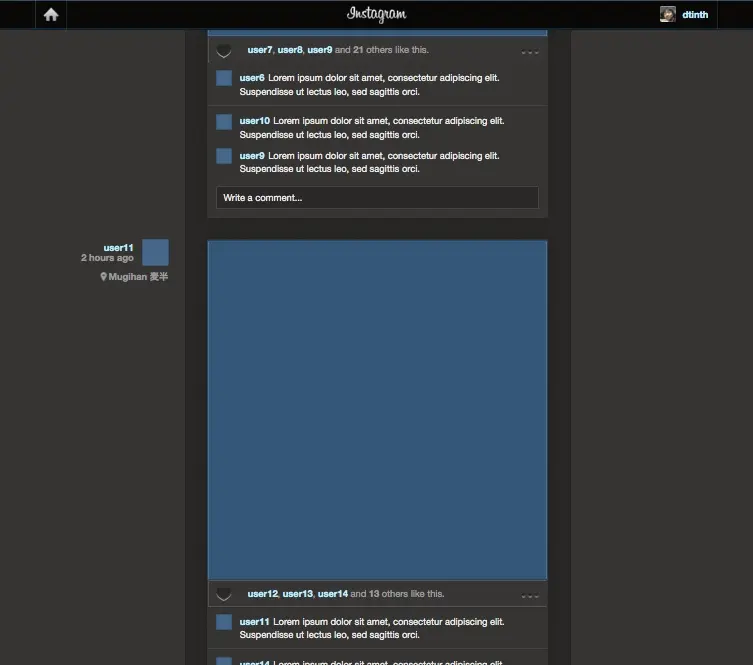 Instagram
dtinth
user7, user8, user9 and 21 others like this.
user6 Lorem ipsum dolor sit amet, consectetur adipiscing elit.
Suspendisse ut lectus leo, sed sagittis orci.
user10 Lorem ipsum dolor sit amet, consectetur adipiscing elit.
Suspendisse ut lectus leo, sed sagittis orci.
user9 Lorem ipsum dolor sit amet, consectetur adipiscing elit.
Suspendisse ut lectus leo, sed sagittis orci.
Write a comment...
user11
2 hours ago
Mugihan 麦半
user12, user13, user14 and 13 others like this.
user11 Lorem ipsum dolor sit amet, consectetur adipiscing elit.
Suspendisse ut lectus leo, sed sagittis orci.
user14 Lorem ipsum dolor sit amet, consectetur adipiscing elit.